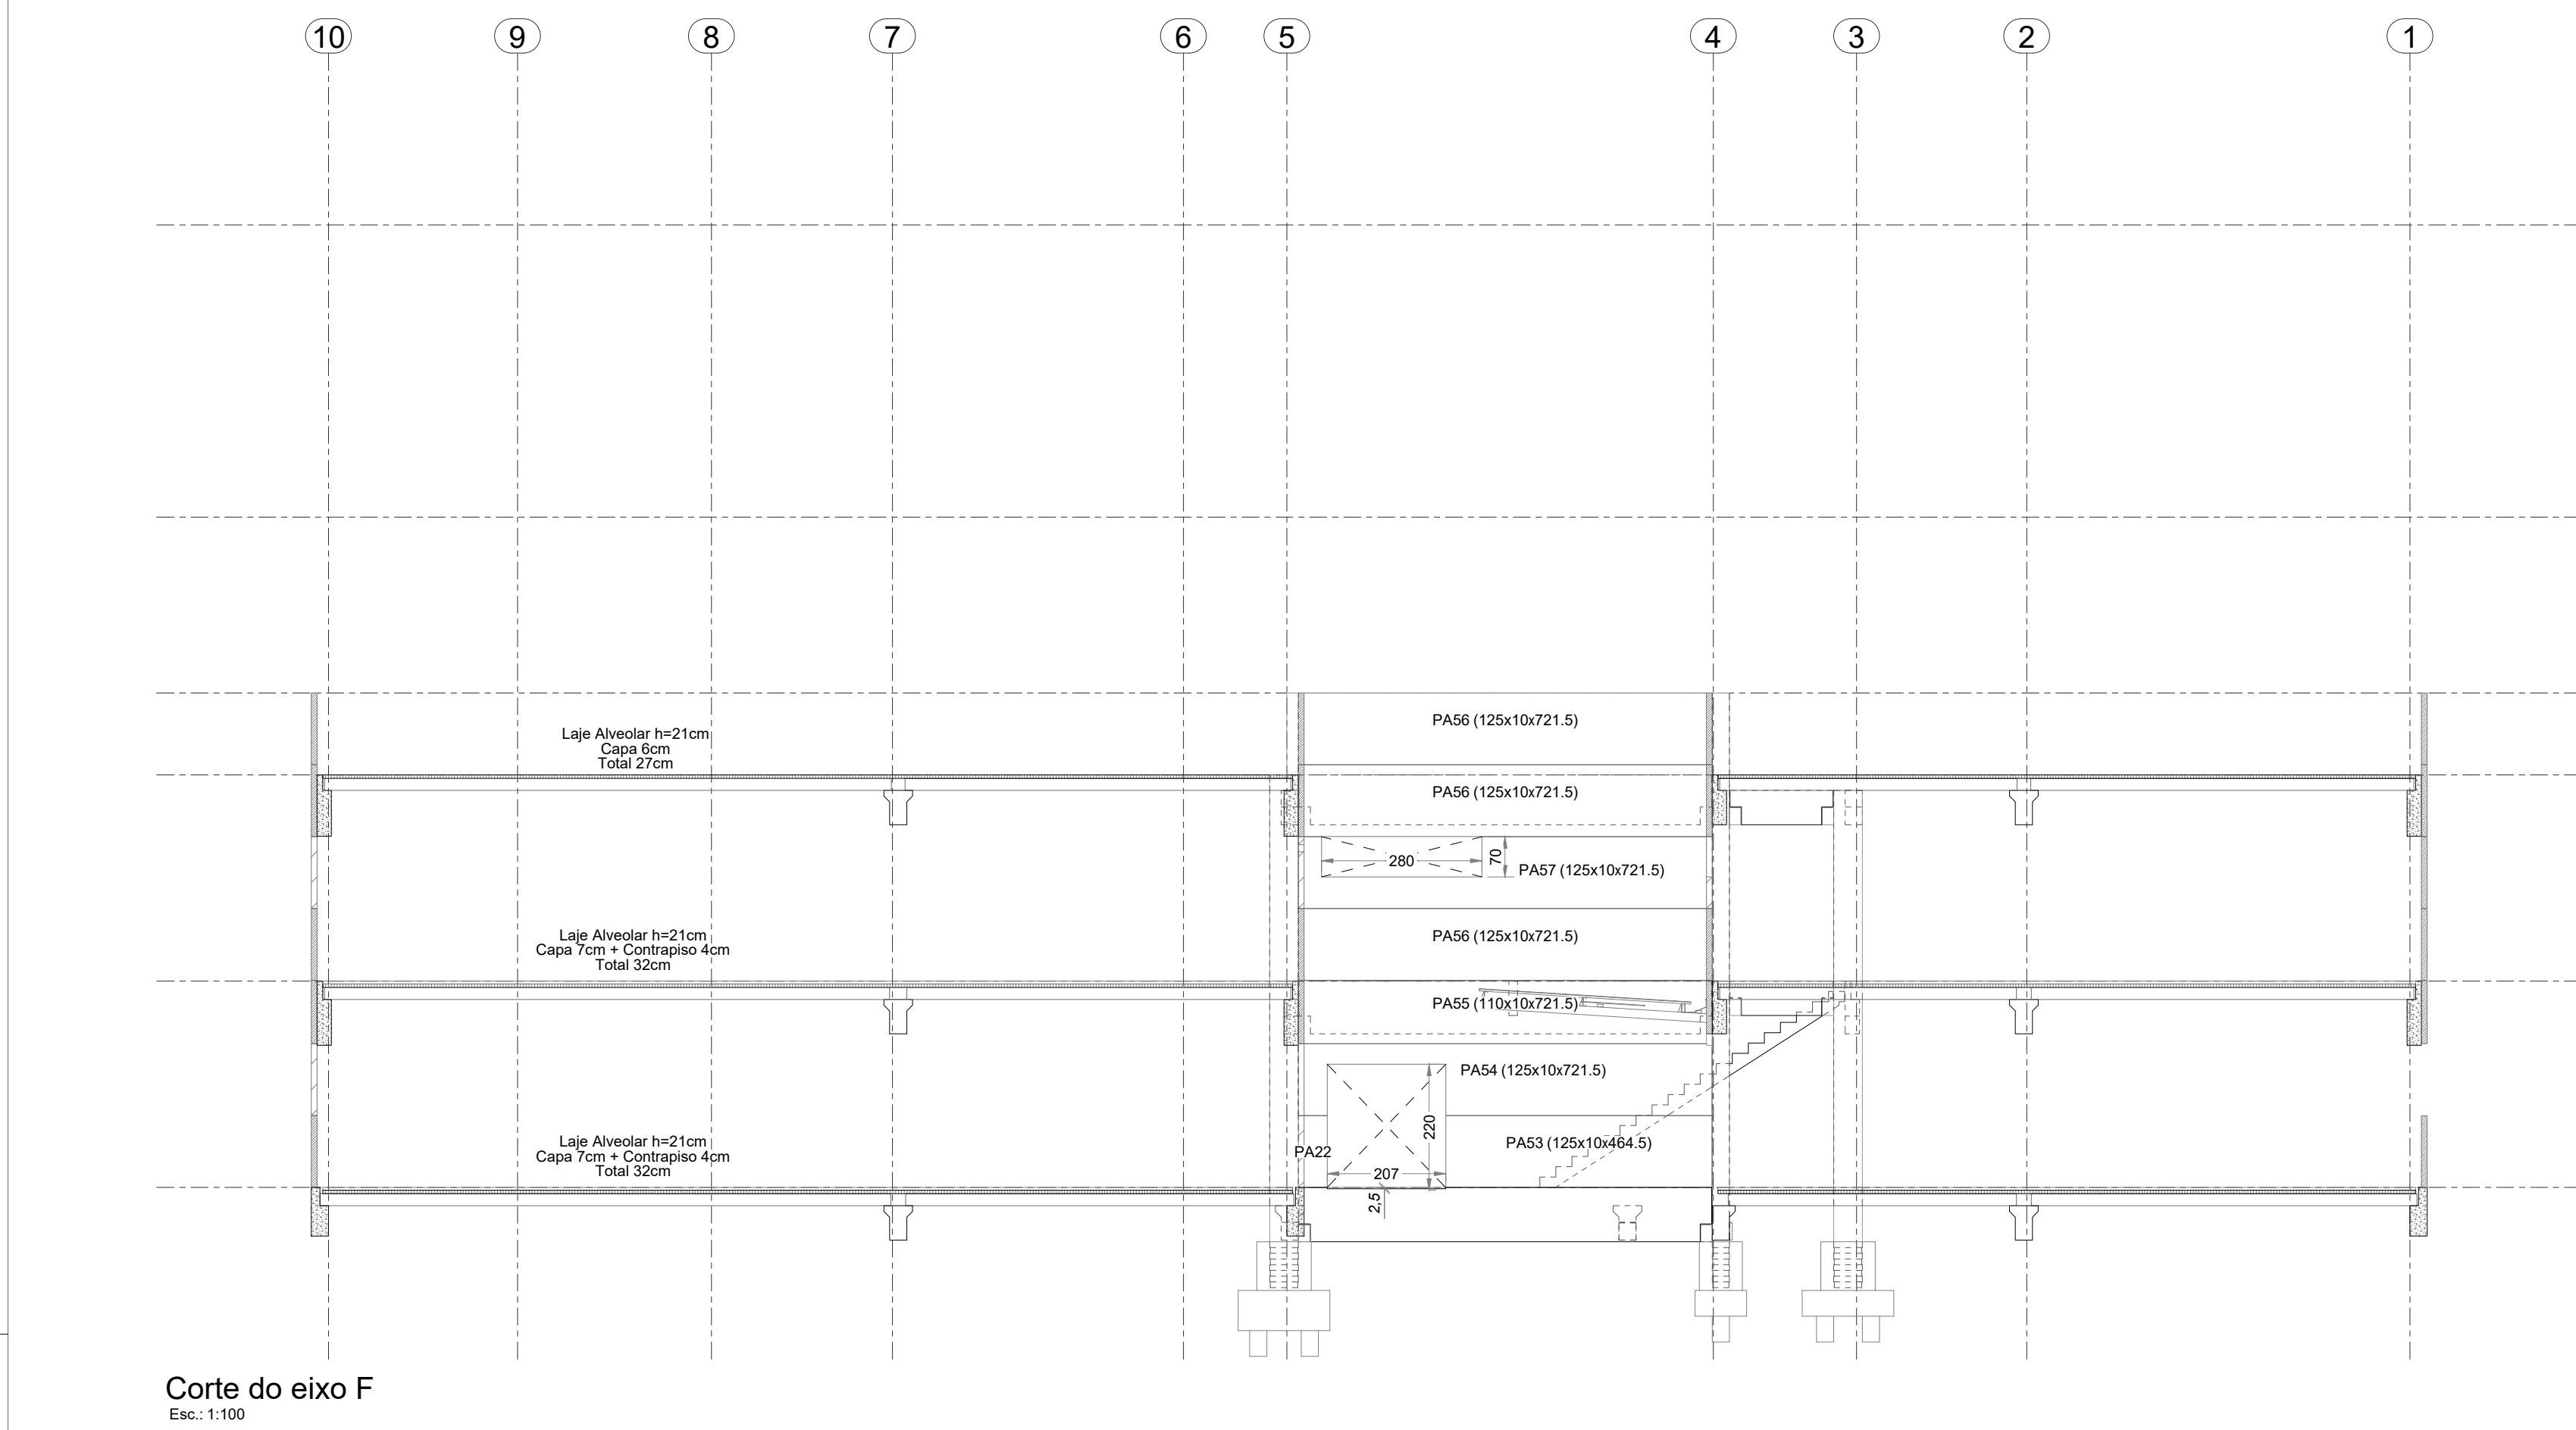 10 9 8 7 6 5 4 3 2 1
PA56 (125x10x721.5)
Laje Alveolar h=21cm
Capa 6cm
Total 27cm
PA56 (125x10x721.5)
280
70
PA57 (125x10x721.5)
Laje Alveolar h=21cm
Capa 7cm + Contrapiso 4cm
Total 32cm
PA56 (125x10x721.5)
PA55 (110x10x721.5)
PA54 (125x10x721.5)
220
Laje Alveolar h=21cm
Capa 7cm + Contrapiso 4cm
Total 32cm
PA22
PA53 (125x10x464.5)
207
2,5
Corte do eixo F
Esc.: 1:100